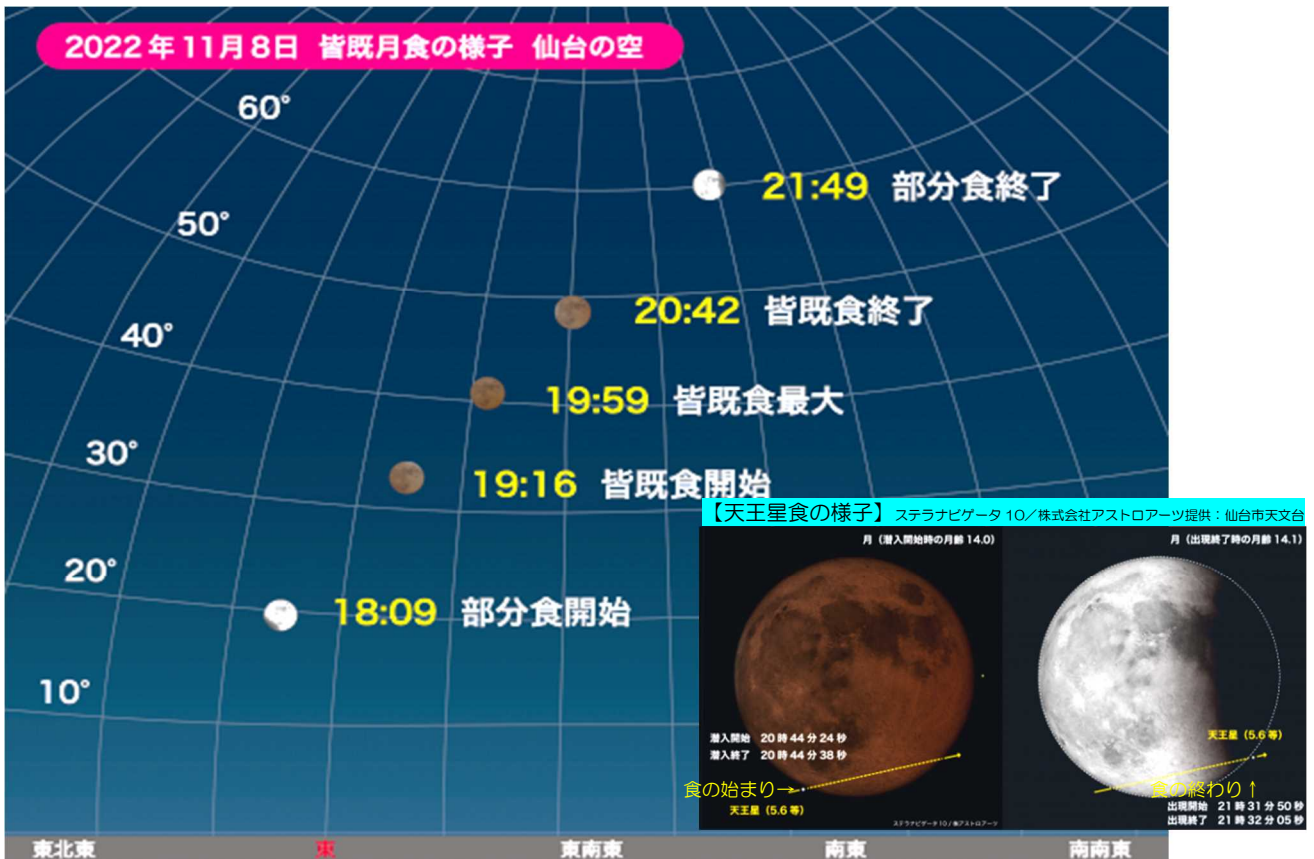 2022年11月8日 皆既月食の様子 仙台の空
60°
21:49 部分食終了
50°
20:42 皆既食終了
40°
19:59 皆既食最大
30°
19:16 皆既食開始
20°
18:09 部分食開始
10°
【天王星食の様子】ステラナビゲータ 10／株式会社アストロアーツ提供：仙台市天文台
月（潜入開始時の月齢 14.0）
潜入開始 20時44分24秒
潜入終了 20時44分38秒
食の始まり→
天王星（5.6等）
ステラナビゲータ10／㈱アストロアーツ
月（出現終了時の月齢 14.1）
天王星（5.6等）
食の終わり↑
出現開始 21時31分50秒
出現終了 21時32分05秒
東北東 東 東南東 南東 南南東